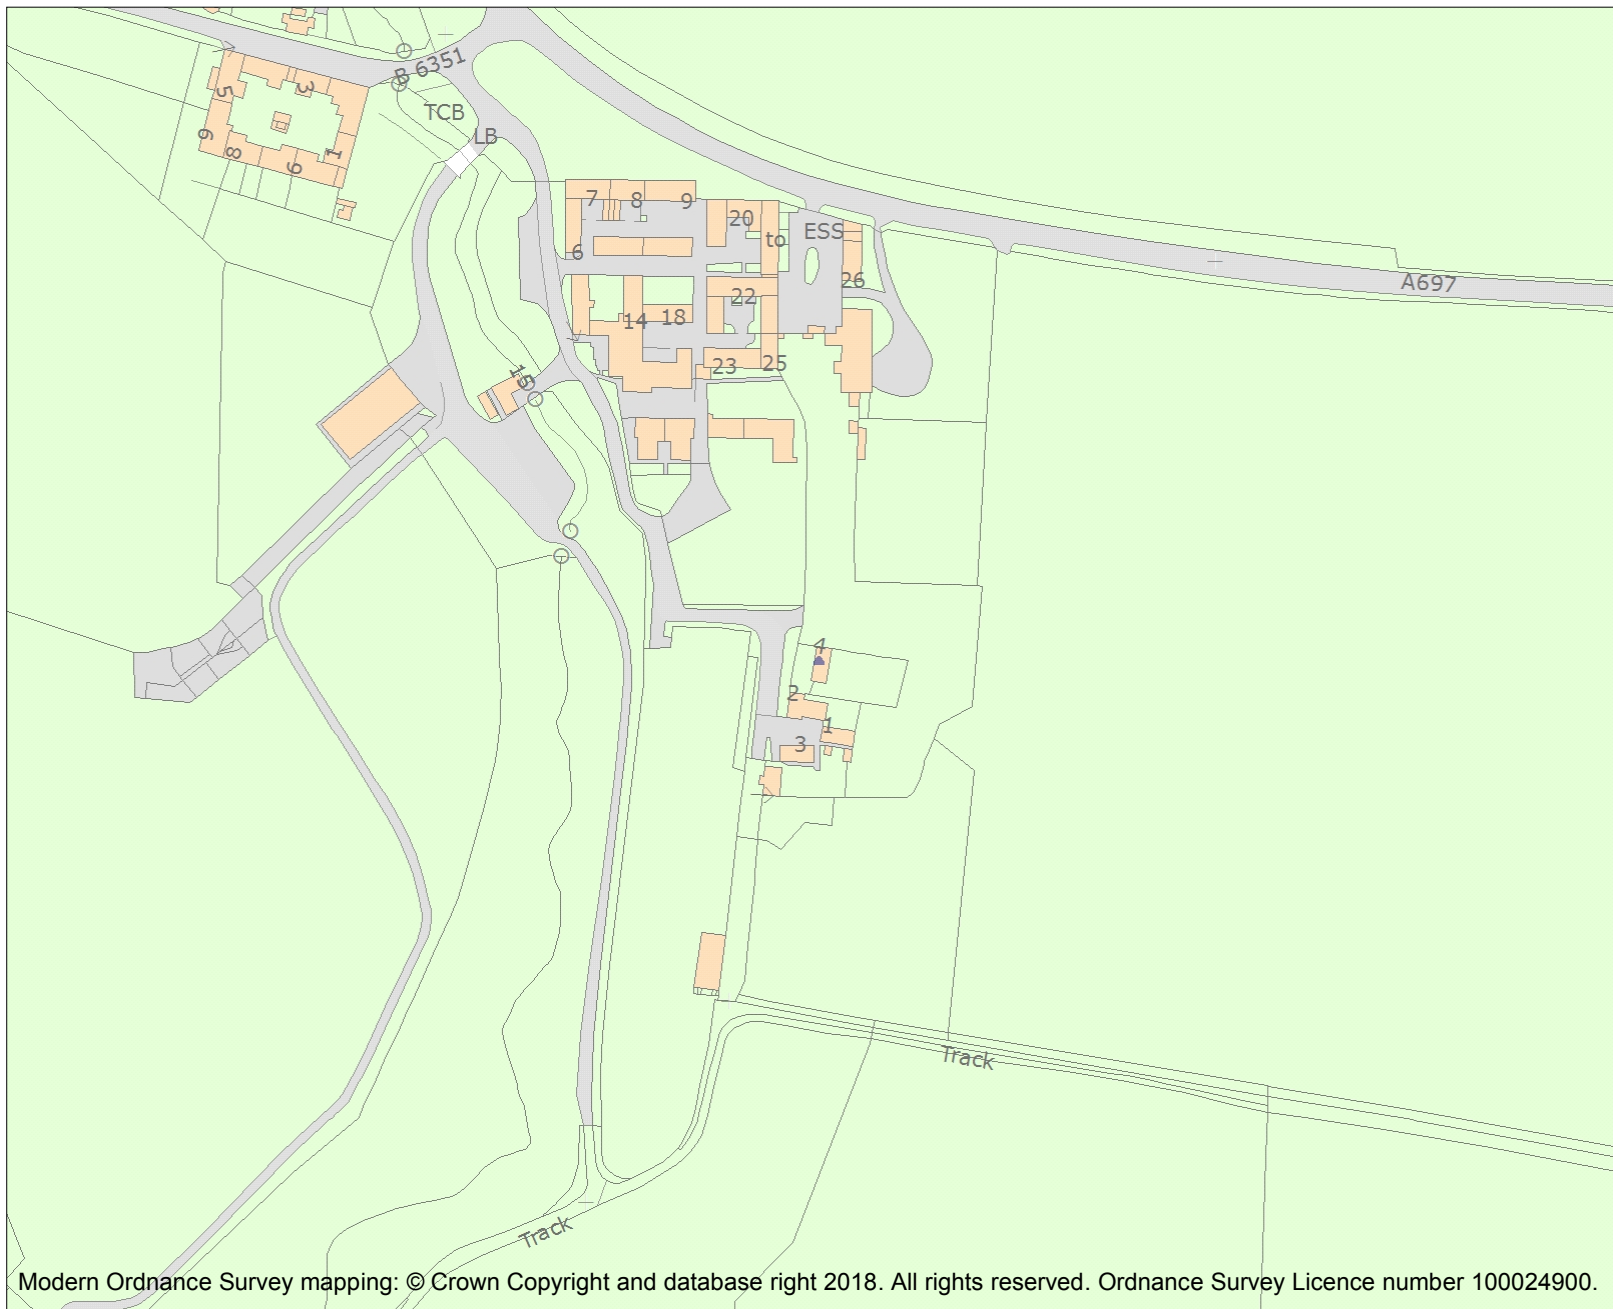 B 6351
TCB
LB
5
3
6
8
9
1
7
8
9
20
to
ESS
6
26
22
14
18
23
25
15
A697
4
2
1
3
Track
Track
Modern Ordnance Survey mapping: © Crown Copyright and database right 2018. All rights reserved. Ordnance Survey Licence number 100024900.